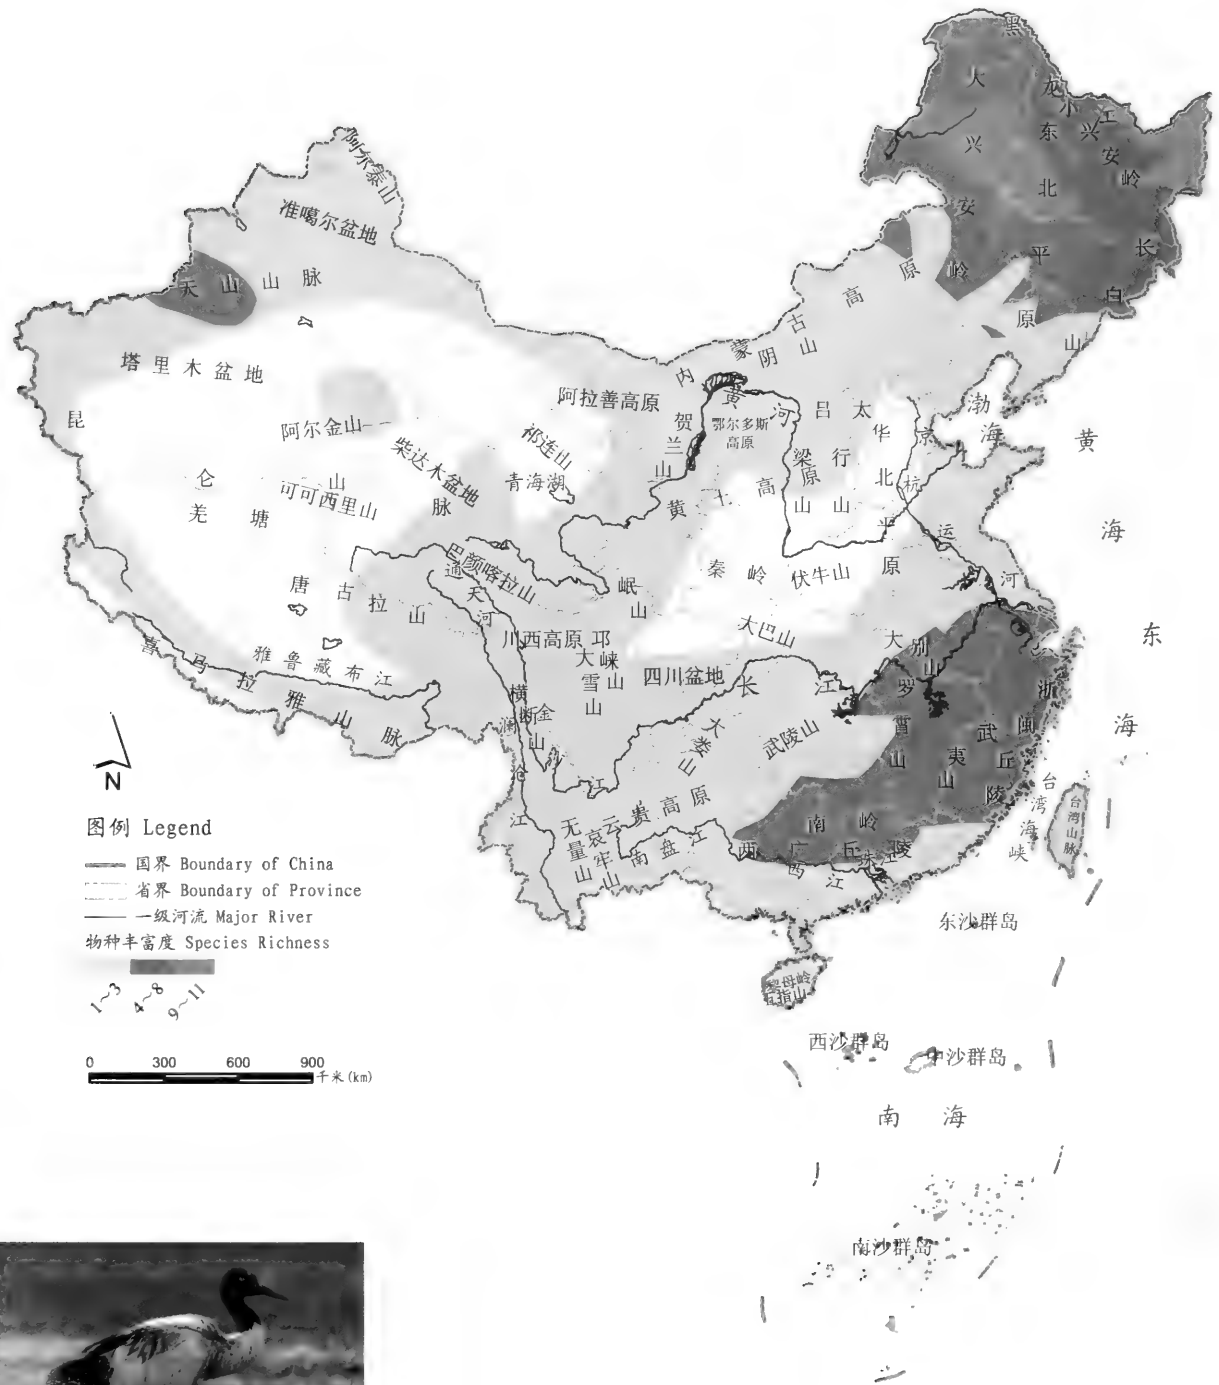 黑龙江
大兴安岭
小兴安岭
东北平原
长白山
阿尔泰山
准噶尔盆地
天山山脉
塔里木盆地
内蒙古高原
阴山
阿拉善高原
贺兰山
黄河
鄂尔多斯
高原
吕梁山
太行山
华北平原
京杭运河
渤海
黄海
昆仑山脉
阿尔金山
柴达木盆地
祁连山
青海湖
可可西里山
羌塘
黄土高原
巴颜喀拉山
通天河
唐古拉山
岷山
秦岭
伏牛山
大巴山
大别山
川西高原
邛崃山
大雪山
四川盆地
长江
喜马拉雅山脉
雅鲁藏布江
横断山
金沙江
澜沧江
大娄山
武陵山
罗霄山
武夷山
浙闽丘陵
东海
云贵高原
无量山
哀牢山
南盘江
南岭
两广丘陵
珠江
西江
台湾海峡
台湾山脉
东沙群岛
黎母岭
五指山
西沙群岛
中沙群岛
南海
南沙群岛
N
图例 Legend
国界 Boundary of China
省界 Boundary of Province
一级河流 Major River
物种丰富度 Species Richness
1~3 4~8 9~11
0 300 600 900
千米(km)